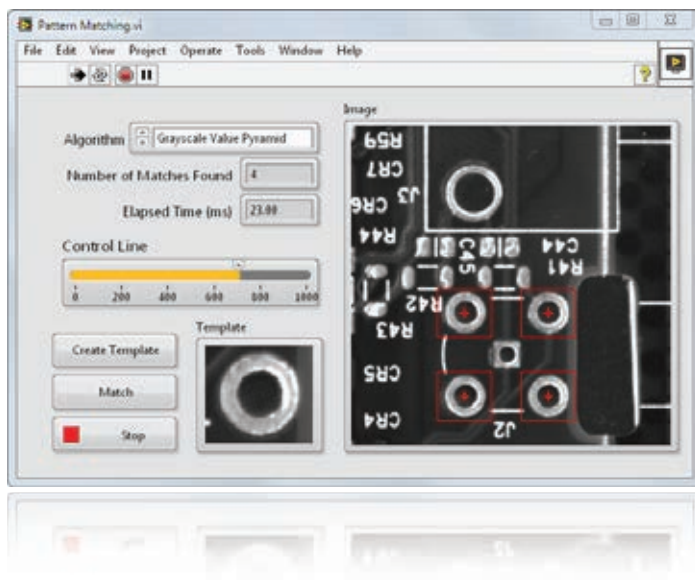 Pattern Matching.vi
File Edit View Project Operate Tools Window Help
Image
Algorithm Grayscale Value Pyramid
Number of Matches Found 4
Elapsed Time (ms) 23.00
Control Line
0 200 400 600 800 1000
Create Template
Match
Stop
Template
R59
CR7
J3
CR6
R44
C45
C44
R41
R42
R43
CR5
CR4
J2